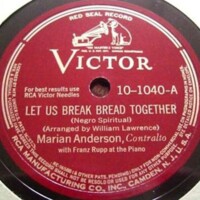 RED SEAL RECORD
VICTOR
For best results use
RCA Victor Needles
10-1040-A
LET US BREAK BREAD TOGETHER
(Negro Spiritual)
(Arranged by William Lawrence)
Marian Anderson, Contralto
with Franz Rupp at the Piano
RCA MANUFACTURING CO., INC., CAMDEN, N. J., U. S. A.